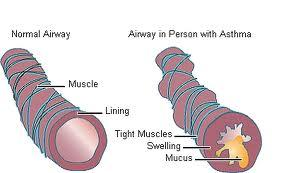 Normal Airway
Airway in Person with Asthma
Muscle
Lining
Tight Muscles
Swelling
Mucus